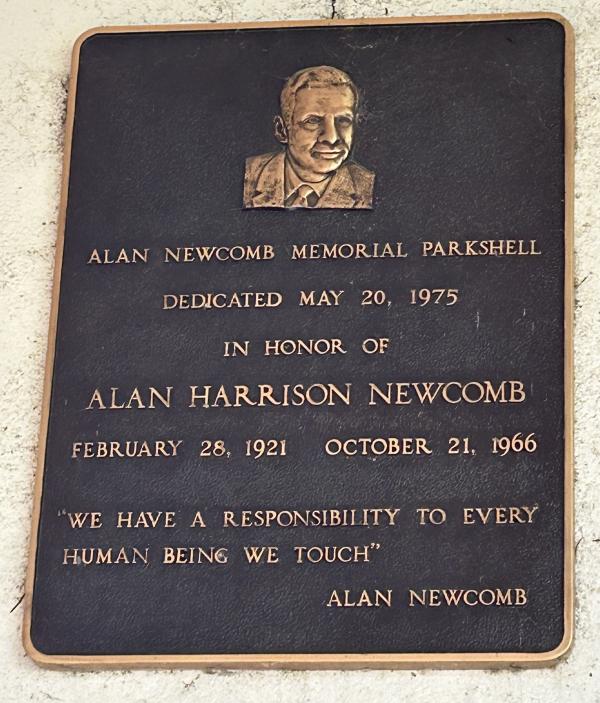 ALAN NEWCOMB MEMORIAL PARKSHELL
DEDICATED MAY 20, 1975
IN HONOR OF
ALAN HARRISON NEWCOMB
FEBRUARY 28, 1921 OCTOBER 21, 1966
"WE HAVE A RESPONSIBILITY TO EVERY
HUMAN BEING WE TOUCH"
ALAN NEWCOMB